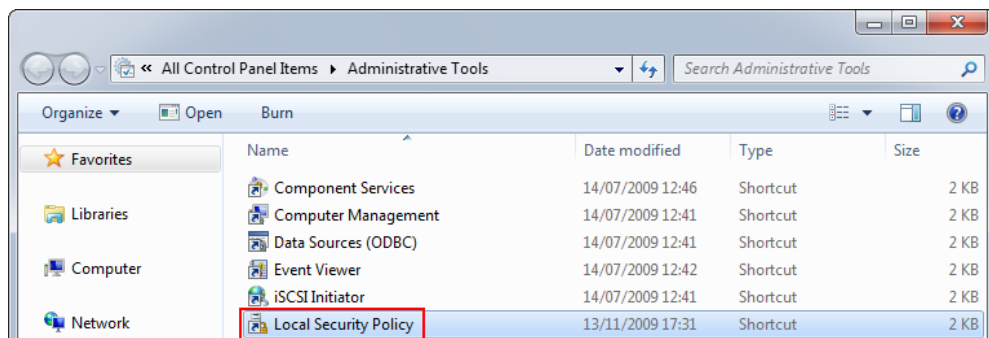 « All Control Panel Items ▸ Administrative Tools Search Administrative Tools
Organize Open Burn
Favorites
Libraries
Computer
Network
Name Date modified Type Size
Component Services 14/07/2009 12:46 Shortcut 2 KB
Computer Management 14/07/2009 12:41 Shortcut 2 KB
Data Sources (ODBC) 14/07/2009 12:41 Shortcut 2 KB
Event Viewer 14/07/2009 12:42 Shortcut 2 KB
iSCSI Initiator 14/07/2009 12:41 Shortcut 2 KB
Local Security Policy 13/11/2009 17:31 Shortcut 2 KB